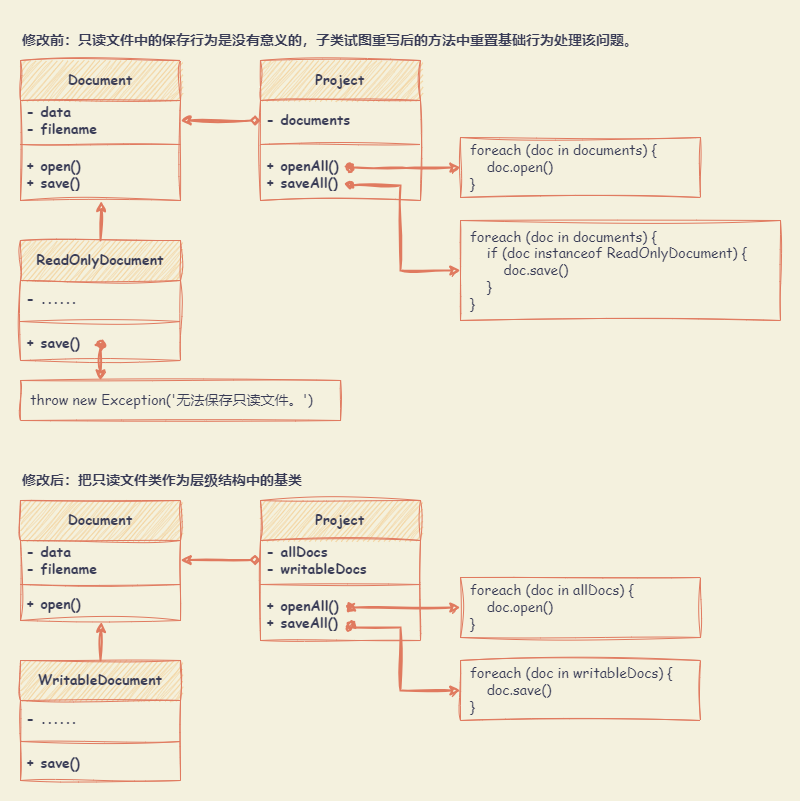 修改前：只读文件中的保存行为是没有意义的，子类试图重写后的方法中重置基础行为处理该问题。
Document
- data
- filename
+ open()
+ save()
Project
- documents
+ openAll()
+ saveAll()
foreach (doc in documents) {
doc.open()
}
foreach (doc in documents) {
if (doc instanceof ReadOnlyDocument) {
doc.save()
}
}
ReadOnlyDocument
- ......
+ save()
throw new Exception('无法保存只读文件。')
修改后：把只读文件类作为层级结构中的基类
Document
- data
- filename
+ open()
Project
- allDocs
- writableDocs
+ openAll()
+ saveAll()
foreach (doc in allDocs) {
doc.open()
}
foreach (doc in writableDocs) {
doc.save()
}
WritableDocument
- ......
+ save()